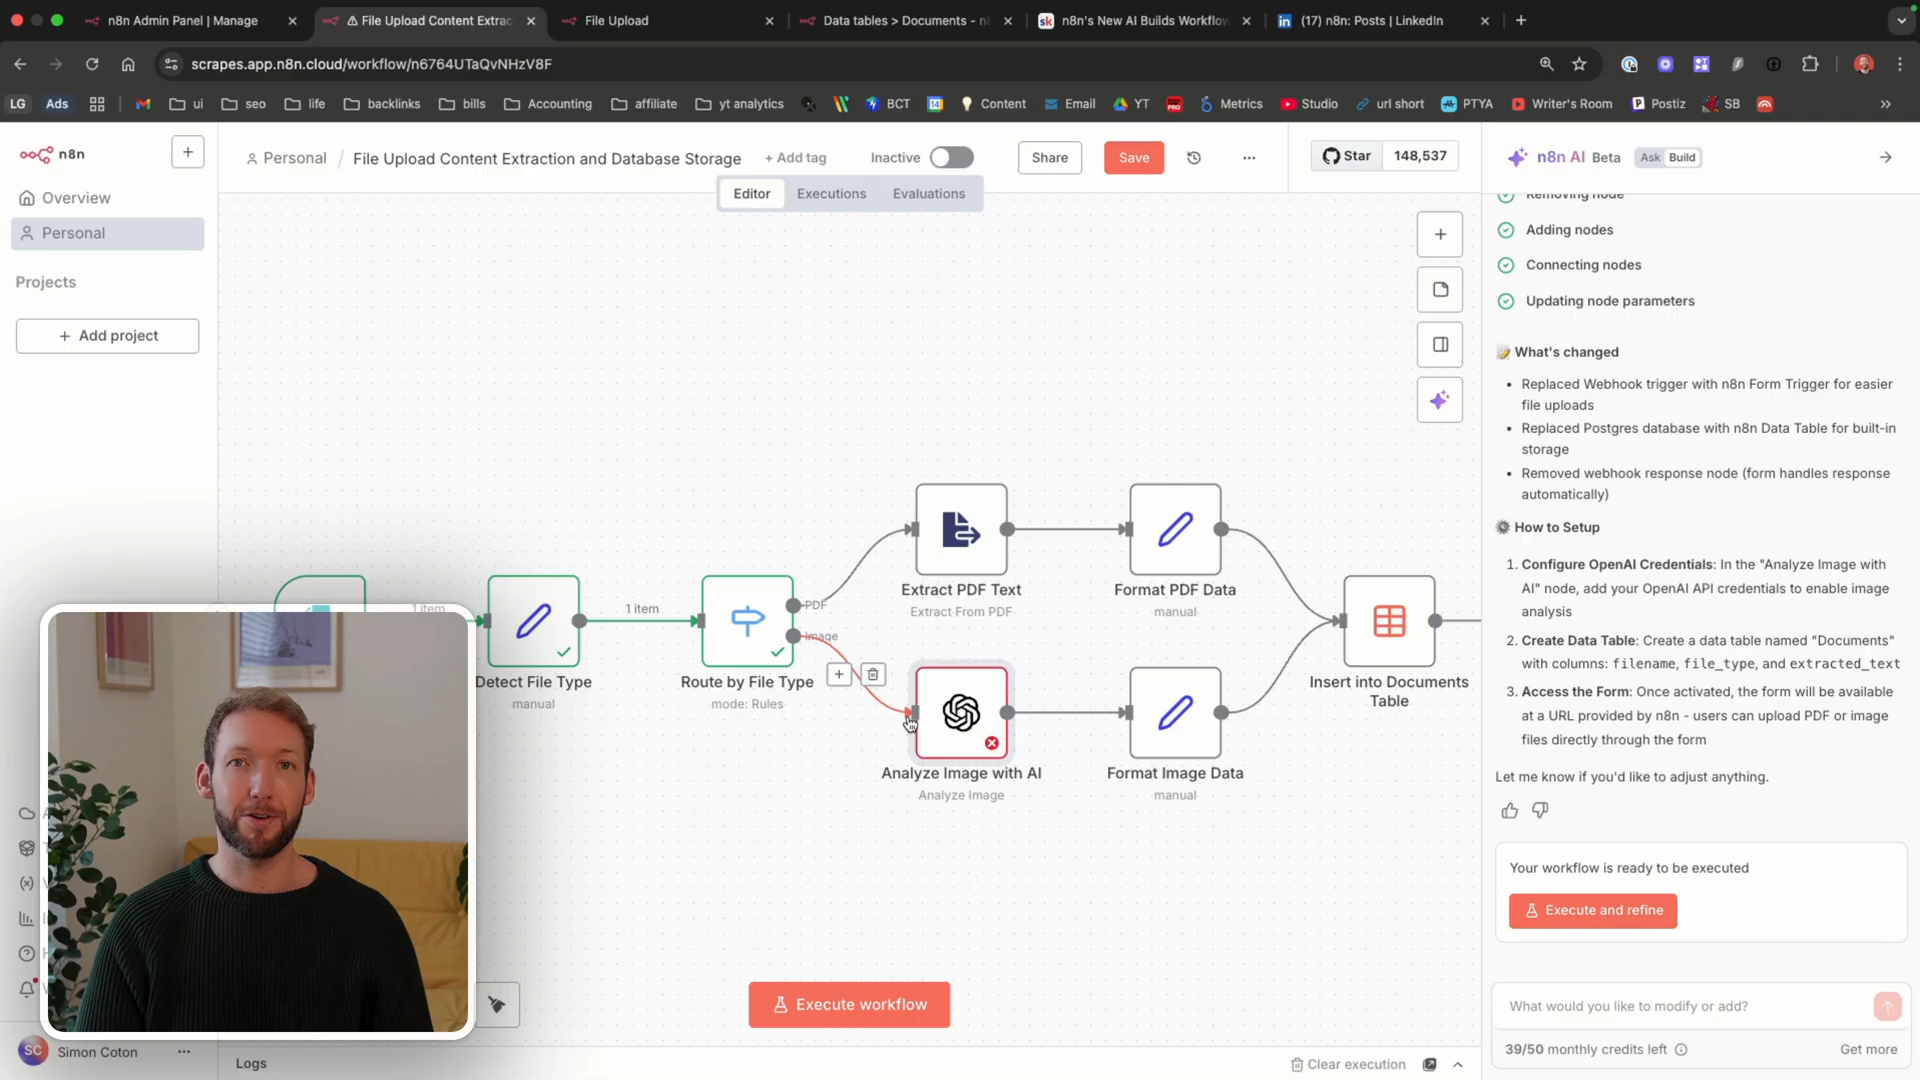 n8n Admin Panel | Manage
⚠ File Upload Content Extrac
File Upload
Data tables > Documents - n
n8n's New AI Builds Workflow
(17) n8n: Posts | LinkedIn
scrapes.app.n8n.cloud/workflow/n6764UTaQvNHzV8F
LG
Ads
ui
seo
life
backlinks
bills
Accounting
affiliate
yt analytics
BCT
Content
Email
YT
Metrics
Studio
url short
PTYA
Writer's Room
Postiz
SB
n8n
Overview
Personal
Projects
+ Add project
Personal / File Upload Content Extraction and Database Storage
+ Add tag
Inactive
Share
Save
Star 148,537
Editor
Executions
Evaluations
1 item
1 item
PDF
Image
Extract PDF Text
Extract From PDF
Format PDF Data
manual
Detect File Type
manual
Route by File Type
mode: Rules
Analyze Image with AI
Analyze Image
Format Image Data
manual
Insert into Documents
Table
Execute workflow
Logs
Clear execution
Simon Coton
SC
n8n AI Beta
Ask Build
Removing node
Adding nodes
Connecting nodes
Updating node parameters
📝 What's changed
• Replaced Webhook trigger with n8n Form Trigger for easier
file uploads
• Replaced Postgres database with n8n Data Table for built-in
storage
• Removed webhook response node (form handles response
automatically)
⚙ How to Setup
1. Configure OpenAI Credentials: In the "Analyze Image with
AI" node, add your OpenAI API credentials to enable image
analysis
2. Create Data Table: Create a data table named "Documents"
with columns: filename, file_type, and extracted_text
3. Access the Form: Once activated, the form will be available
at a URL provided by n8n - users can upload PDF or image
files directly through the form
Let me know if you'd like to adjust anything.
Your workflow is ready to be executed
Execute and refine
What would you like to modify or add?
39/50 monthly credits left
Get more